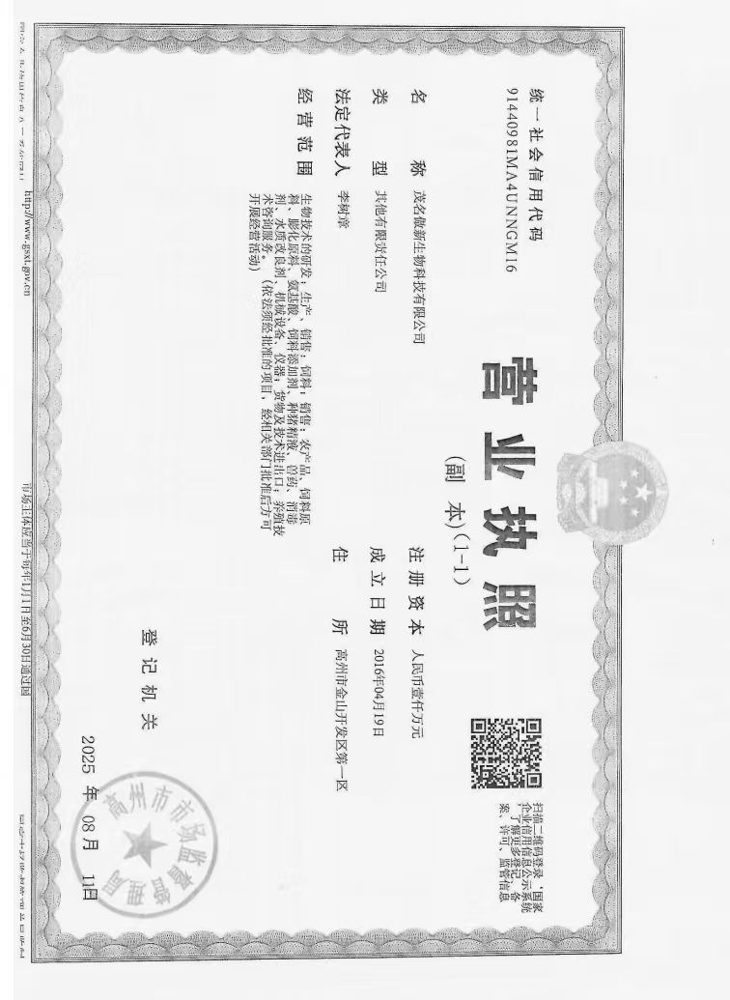 统一社会信用代码
91440981MA4UNNGM16
营业执照
(副 本)(1-1)
扫描二维码登录‘国家
企业信用信息公示系统
’了解更多登记、备
案、许可、监管信息
名 称 茂名傲新生物科技有限公司
类 型 其他有限责任公司
法定代表人 李树章
经营范围 生物技术的研发；生产、销售：饲料；销售：农产品、饲料原
料、膨化原料、氨基酸、饲料添加剂、种猪精液、兽药、消毒
剂、水质改良剂、机械设备、仪器；货物及技术进出口；养殖技
术咨询服务。（依法须经批准的项目，经相关部门批准后方可
开展经营活动）
注册资本 人民币壹仟万元
成立日期 2016年04月19日
住 所 高州市金山开发区第一区
登记机关
高州市市场监督管理局
2025 年 08 月 11日
http://www.gsxt.gov.cn
市场主体应当于每年1月1日至6月30日通过国